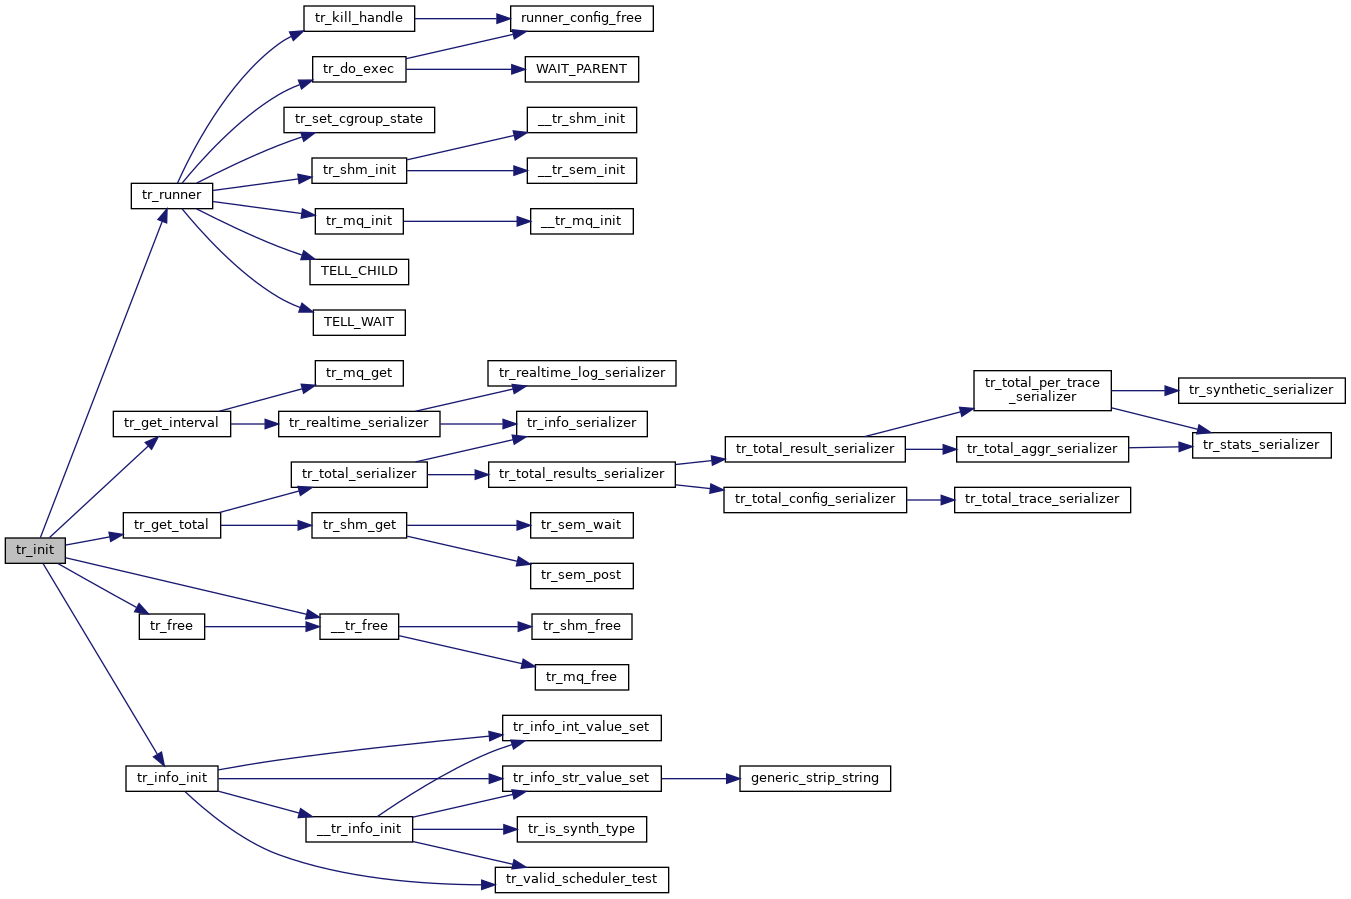 tr_kill_handle
runner_config_free
tr_do_exec
WAIT_PARENT
tr_set_cgroup_state
__tr_shm_init
tr_shm_init
__tr_sem_init
tr_runner
tr_mq_init
__tr_mq_init
TELL_CHILD
TELL_WAIT
tr_mq_get
tr_realtime_log_serializer
tr_total_per_trace
_serializer
tr_synthetic_serializer
tr_get_interval
tr_realtime_serializer
tr_info_serializer
tr_total_result_serializer
tr_total_aggr_serializer
tr_stats_serializer
tr_total_serializer
tr_total_results_serializer
tr_total_config_serializer
tr_total_trace_serializer
tr_get_total
tr_shm_get
tr_sem_wait
tr_init
tr_sem_post
tr_free
__tr_free
tr_shm_free
tr_mq_free
tr_info_int_value_set
tr_info_init
tr_info_str_value_set
generic_strip_string
__tr_info_init
tr_is_synth_type
tr_valid_scheduler_test